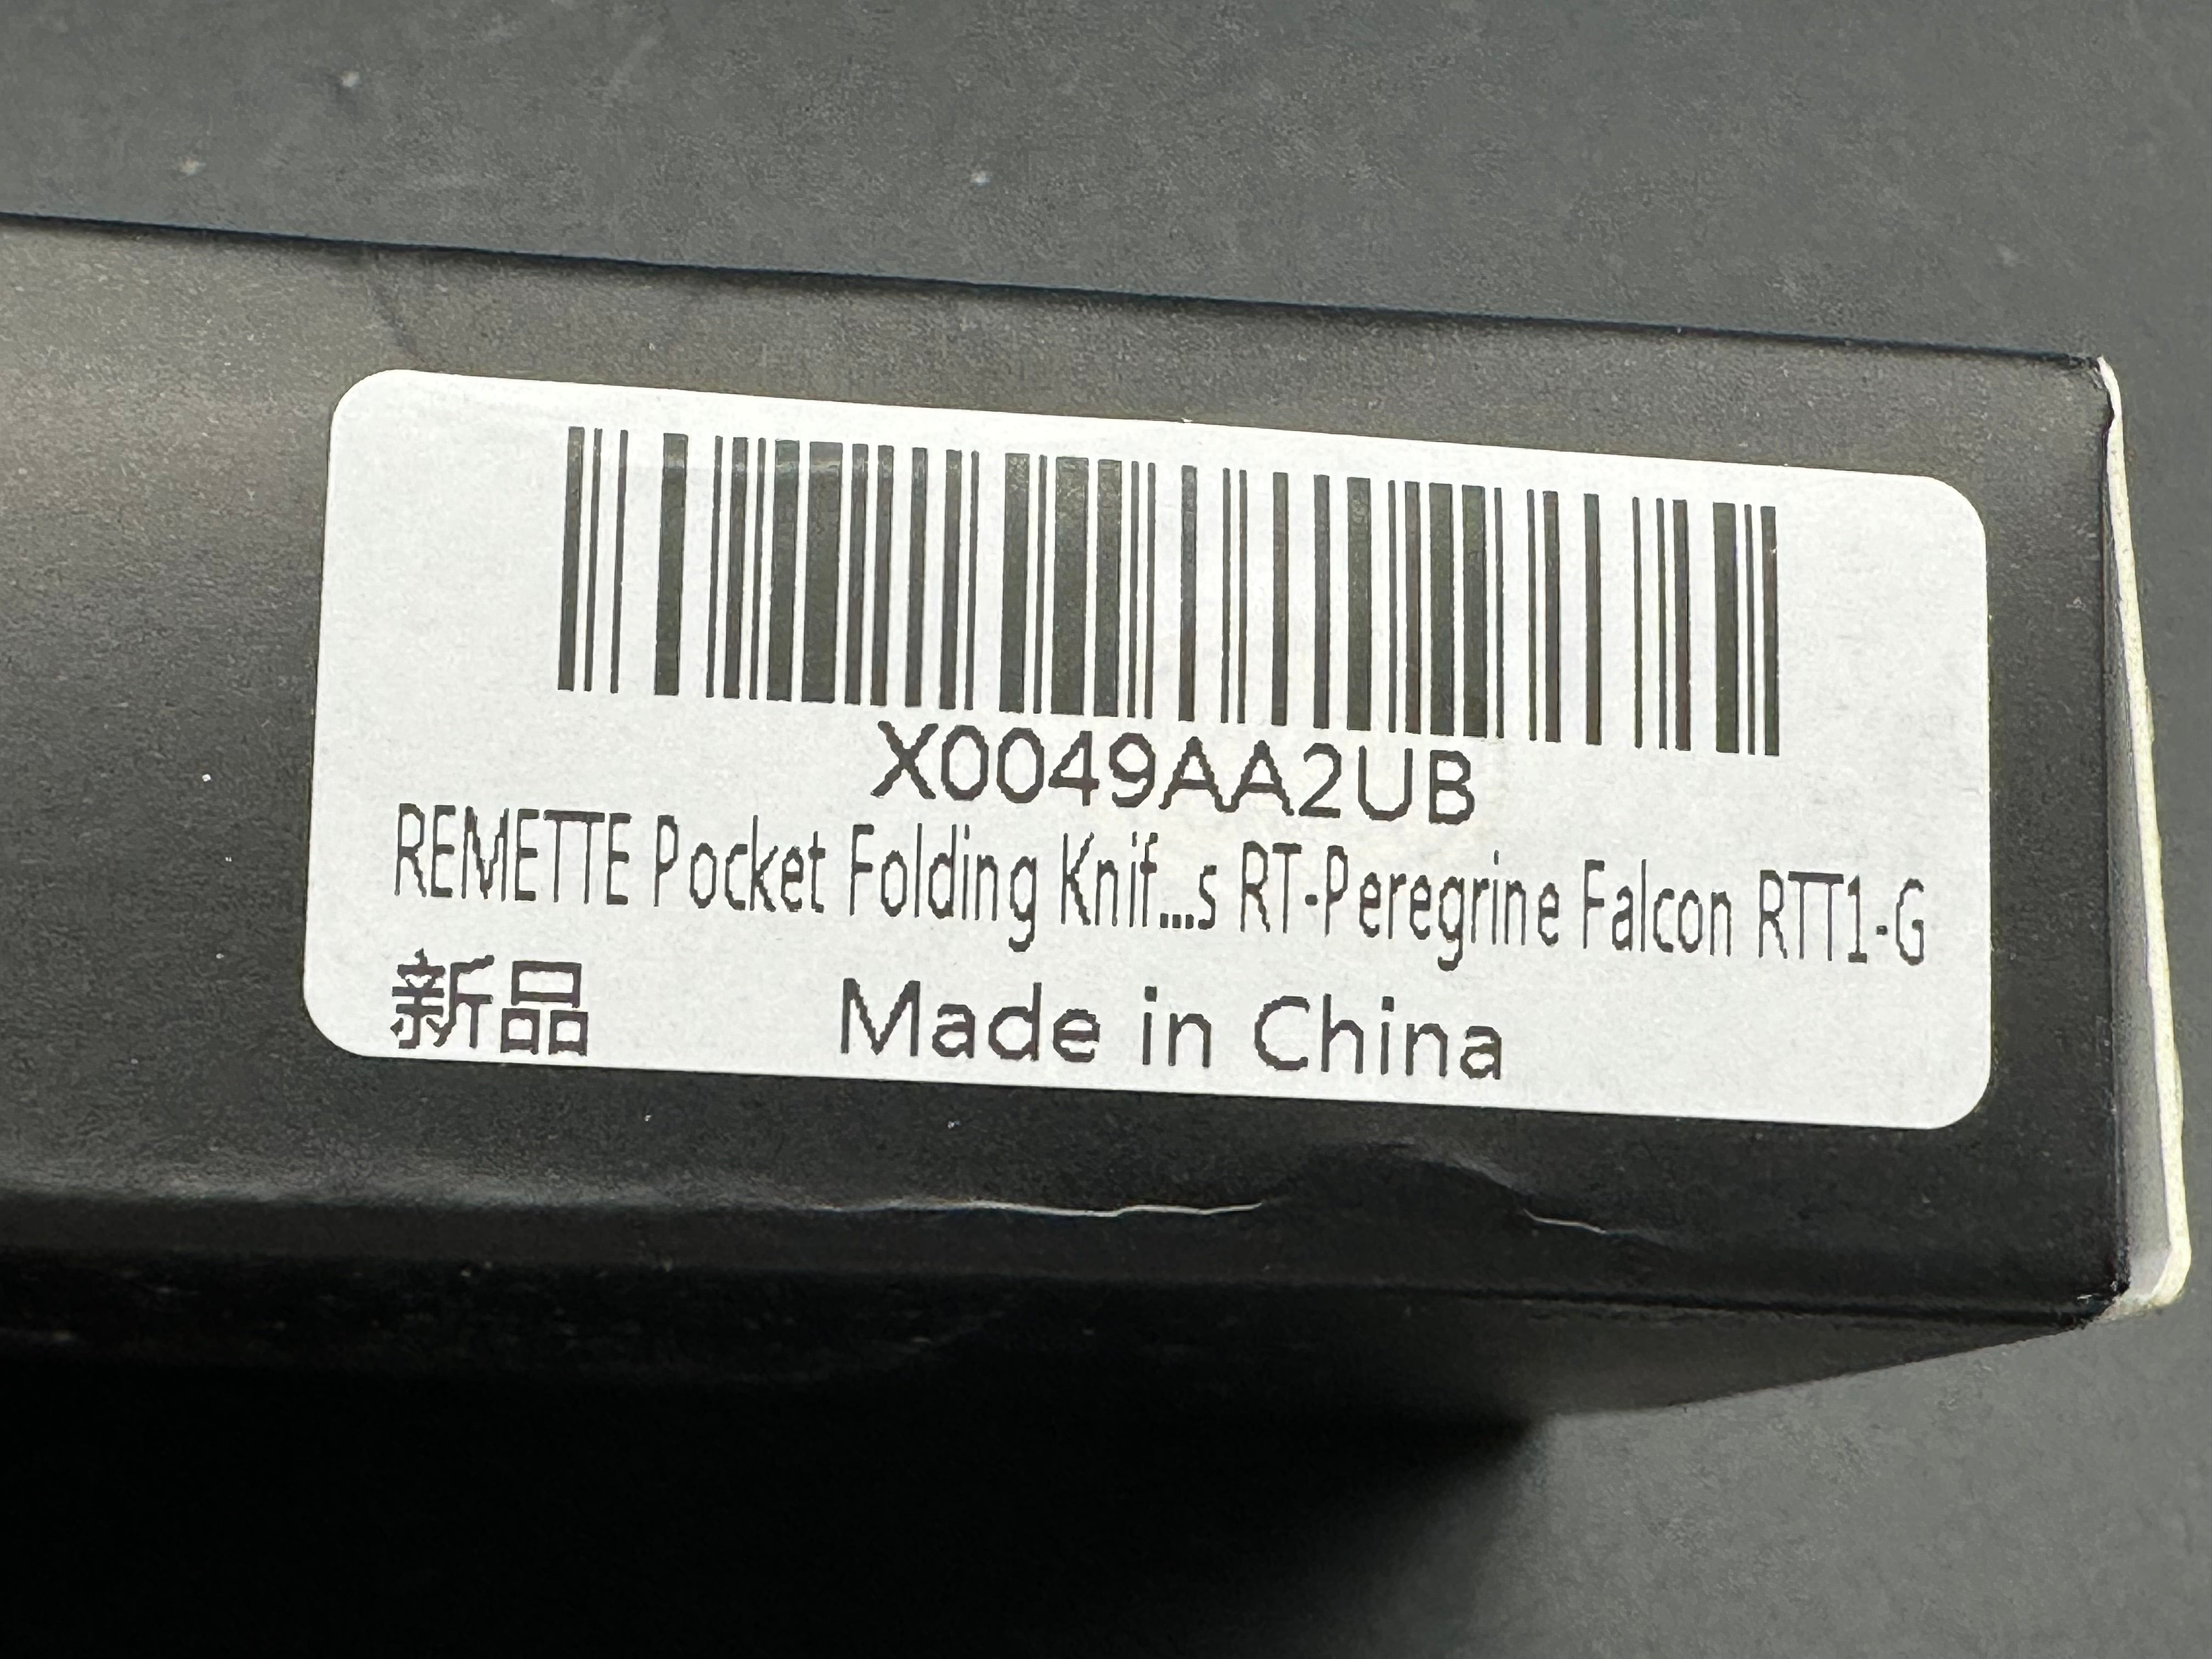 X0049AA2UB
REMETTE Pocket Folding Knif...s RT-Peregrine Falcon RTT1-G
新品 Made in China